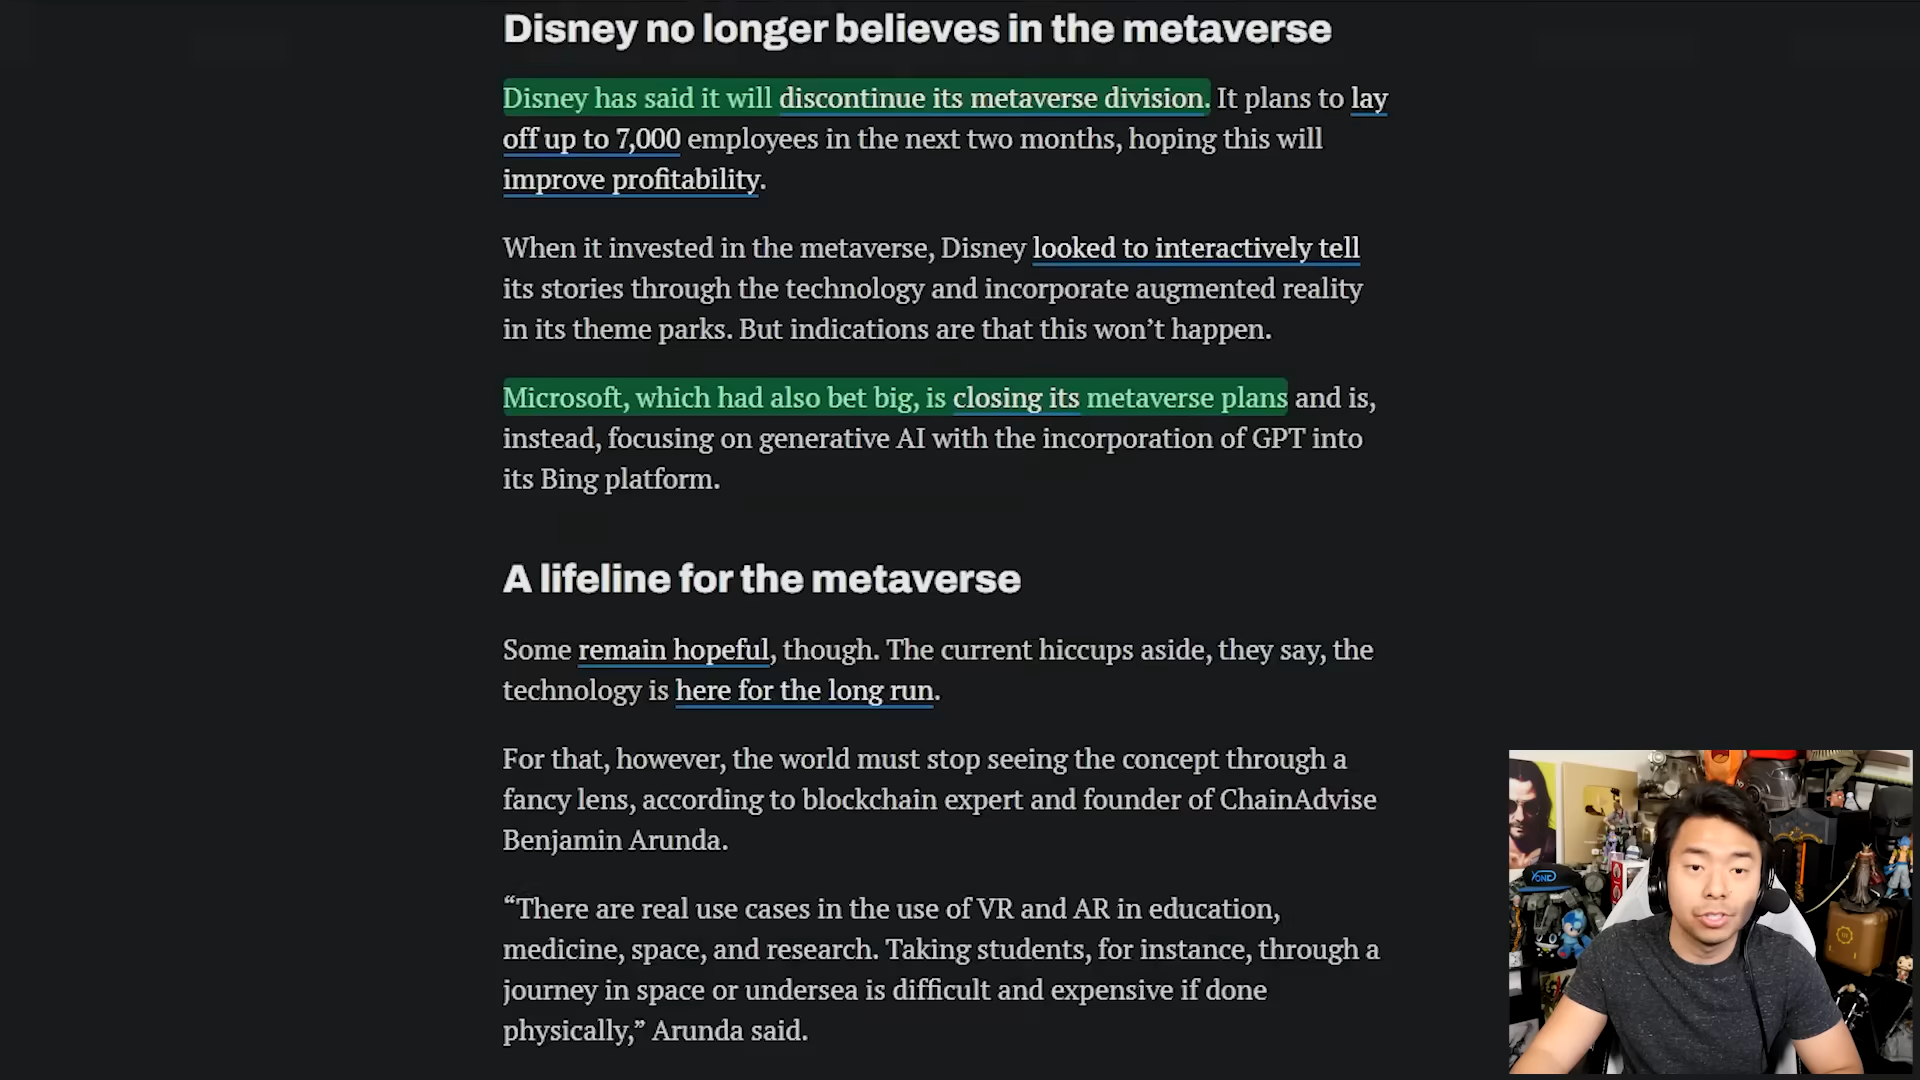 Disney no longer believes in the metaverse
Disney has said it will discontinue its metaverse division. It plans to lay
off up to 7,000 employees in the next two months, hoping this will
improve profitability.
When it invested in the metaverse, Disney looked to interactively tell
its stories through the technology and incorporate augmented reality
in its theme parks. But indications are that this won’t happen.
Microsoft, which had also bet big, is closing its metaverse plans and is,
instead, focusing on generative AI with the incorporation of GPT into
its Bing platform.
A lifeline for the metaverse
Some remain hopeful, though. The current hiccups aside, they say, the
technology is here for the long run.
For that, however, the world must stop seeing the concept through a
fancy lens, according to blockchain expert and founder of ChainAdvise
Benjamin Arunda.
“There are real use cases in the use of VR and AR in education,
medicine, space, and research. Taking students, for instance, through a
journey in space or undersea is difficult and expensive if done
physically,” Arunda said.